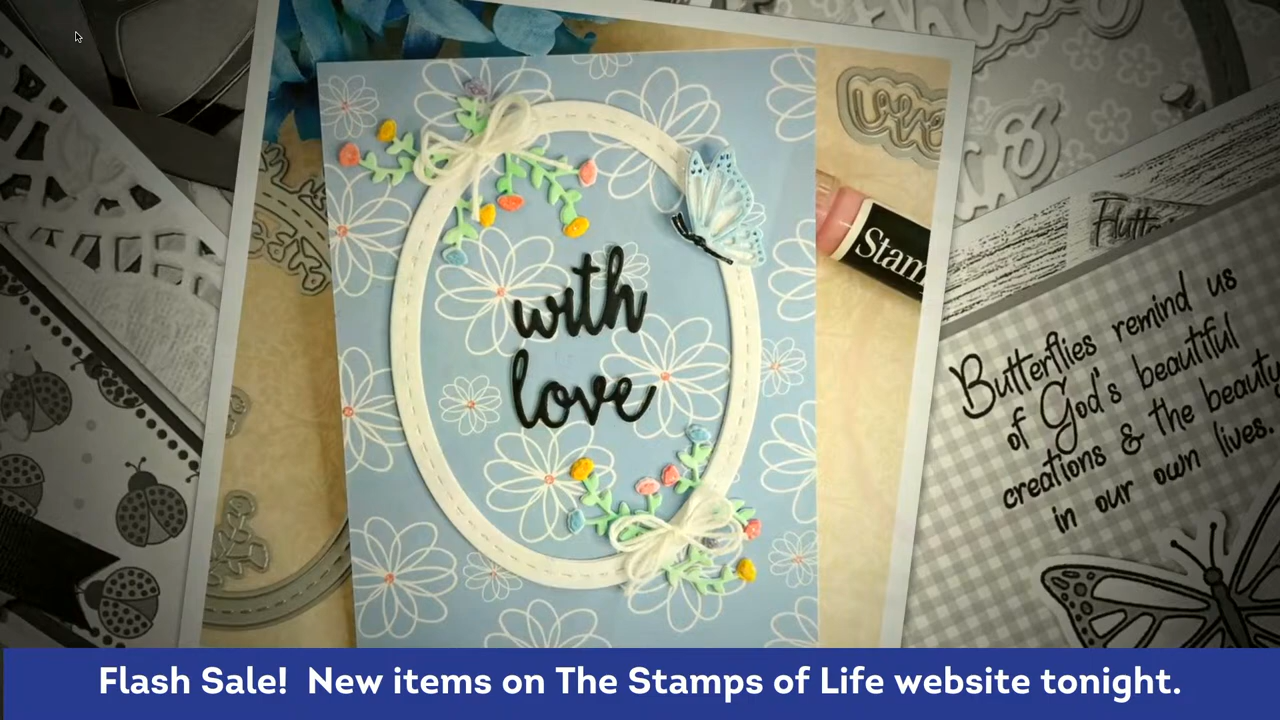 with
love
Stam
Butterflies remind us
of God's beautiful
creations & the beauty
in our own lives.
Flash Sale!  New items on The Stamps of Life website tonight.